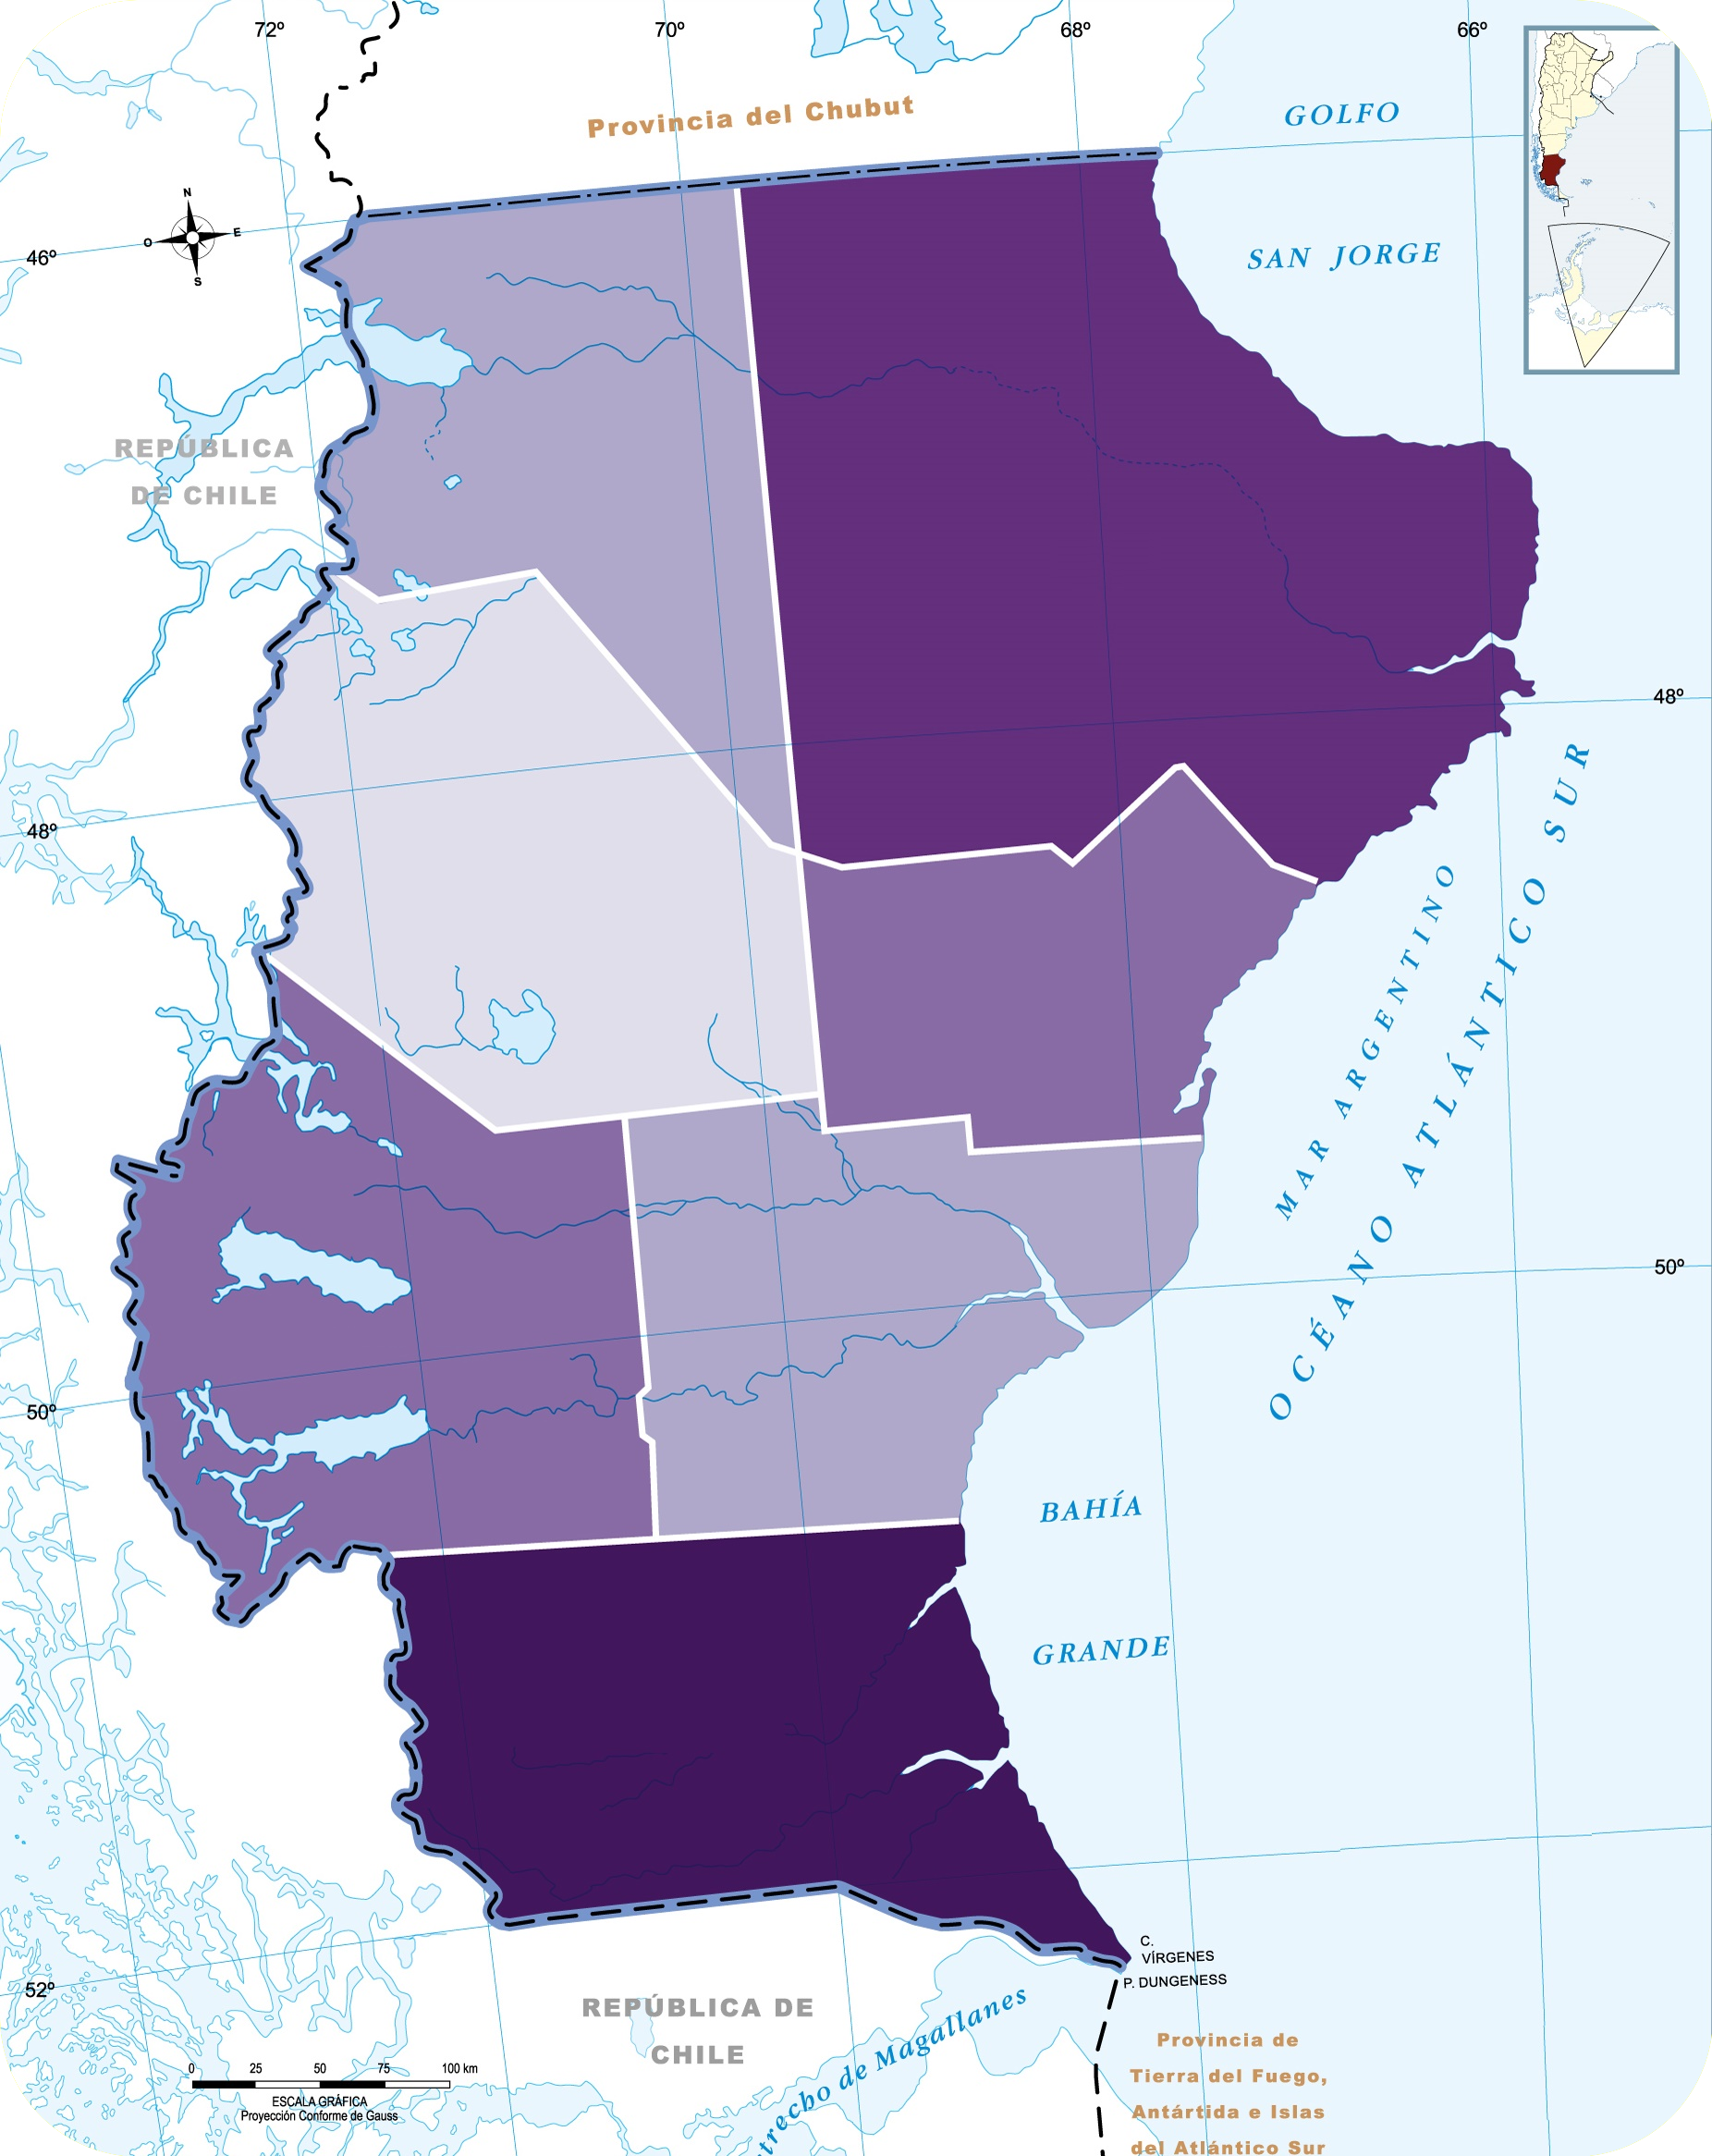 72º
70º
68º
66º
Provincia del Chubut
GOLFO
SAN JORGE
N
O
E
S
46º
REPÚBLICA
DE CHILE
48º
48º
MAR ARGENTINO
OCÉANO ATLÁNTICO SUR
50º
50º
BAHÍA
GRANDE
C.
VÍRGENES
P. DUNGENESS
52º
REPÚBLICA DE
CHILE
trecho de Magallanes
Provincia de
Tierra del Fuego,
Antártida e Islas
del Atlántico Sur
0 25 50 75 100 km
ESCALA GRÁFICA
Proyección Conforme de Gauss